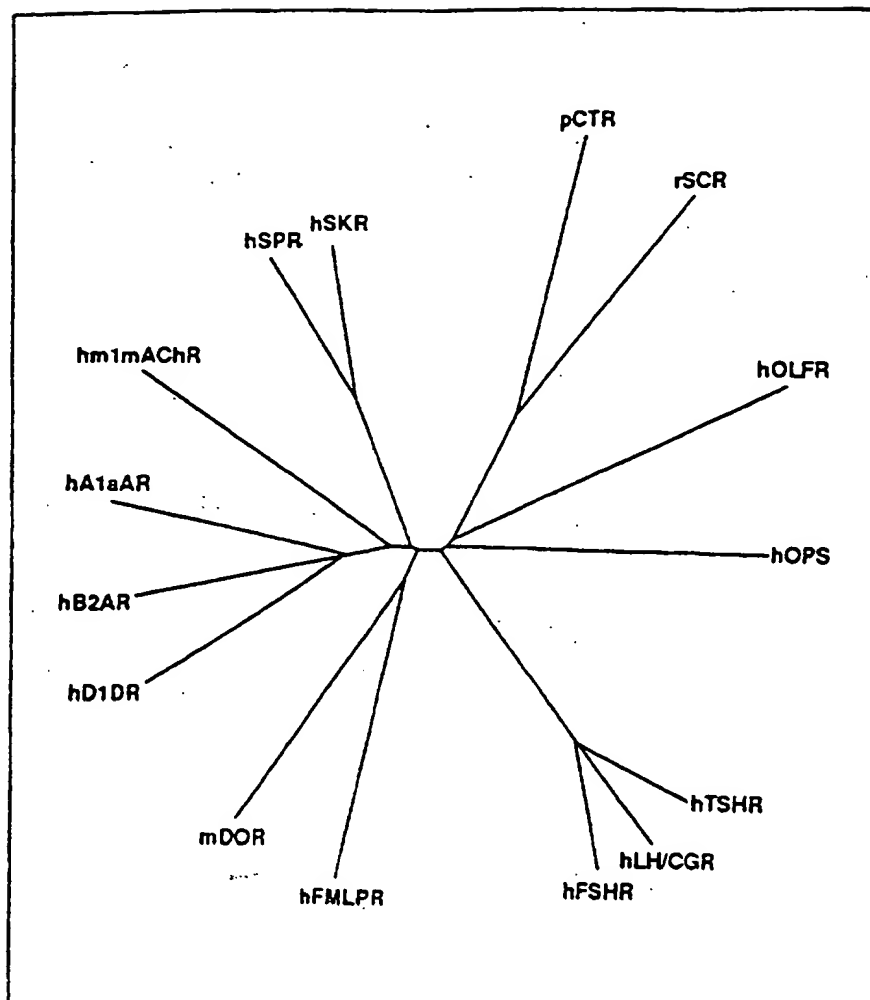 pCTR
rSCR
hSKR
hSPR
hm1mAChR
hOLFR
hA1aAR
hOPS
hB2AR
hD1DR
hTSHR
mDOR
hLH/CGR
hFMLPR
hFSHR